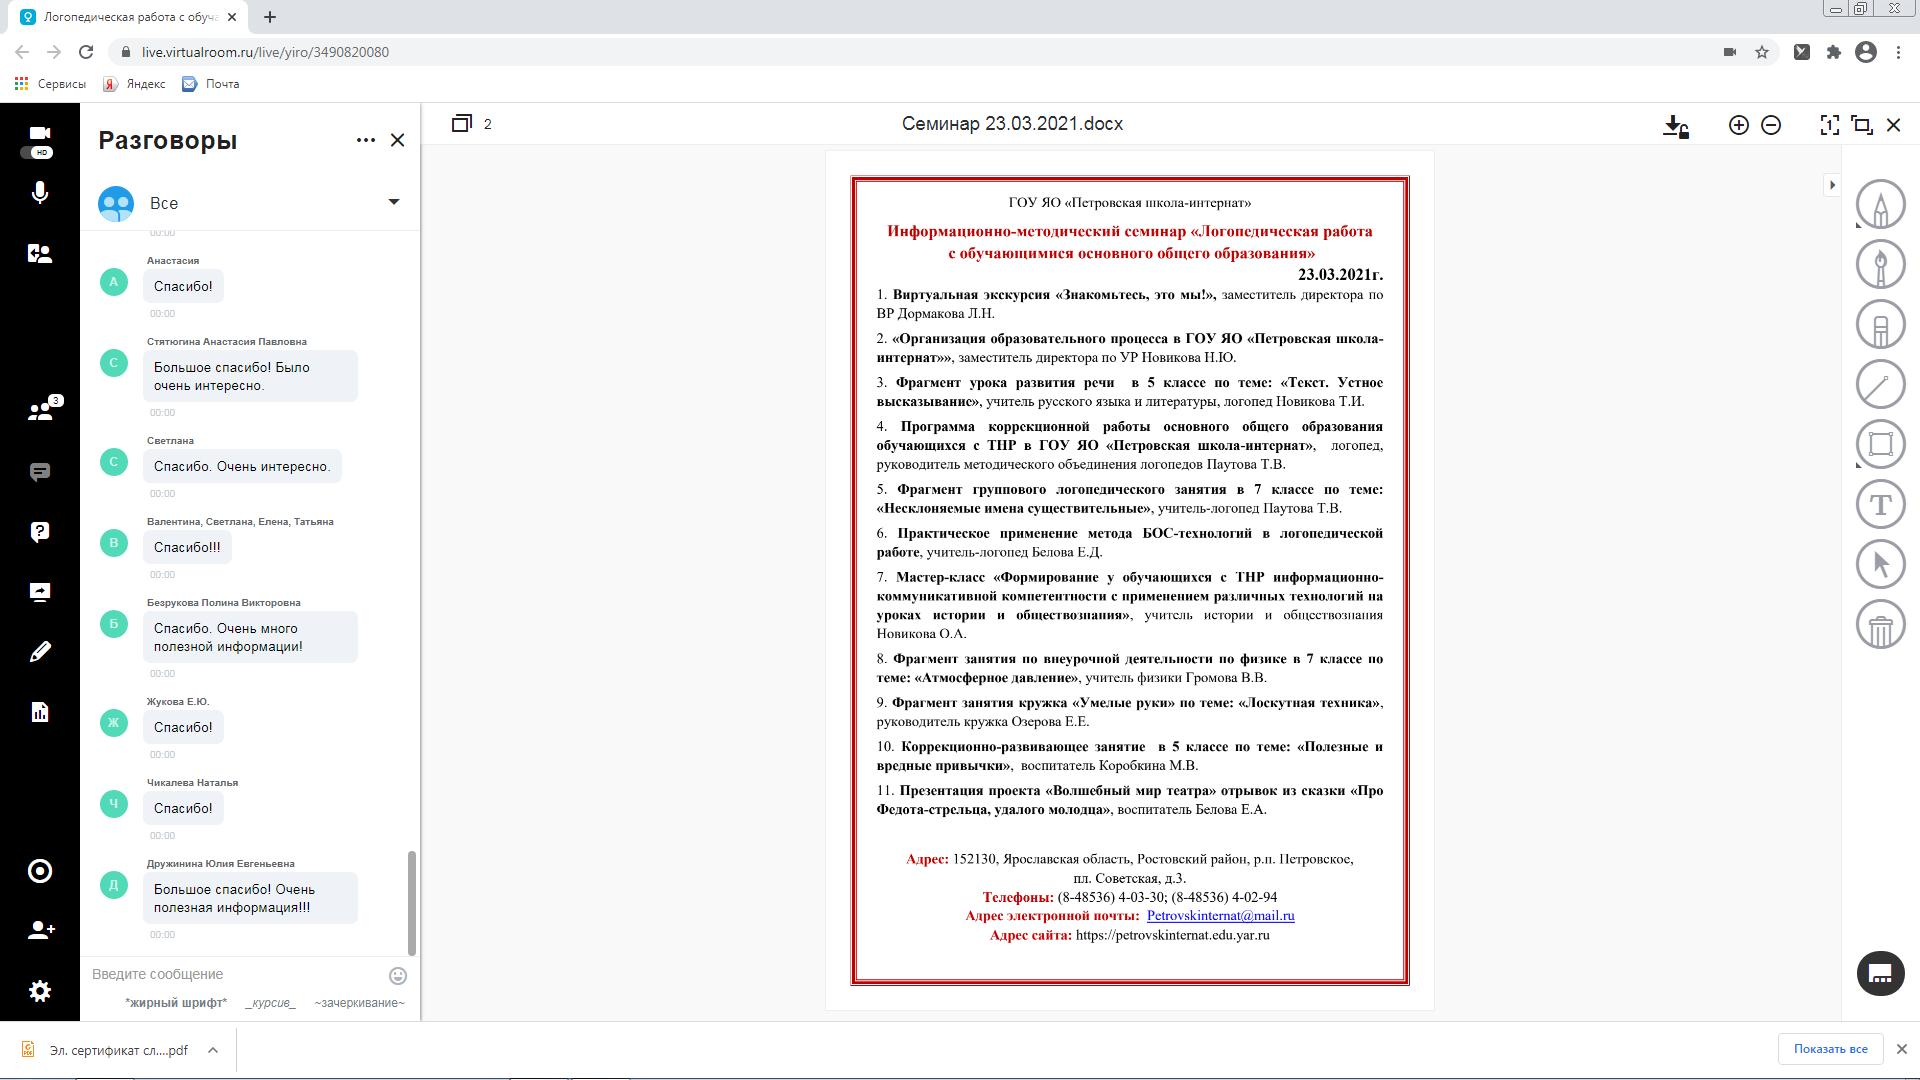 Логопедическая работа с обуча
live.virtualroom.ru/live/yiro/3490820080
Сервисы
Яндекс
Почта
HD
3
Разговоры
Все
00:00
Анастасия
А
Спасибо!
00:00
Стятюгина Анастасия Павловна
С
Большое спасибо! Было
очень интересно.
00:00
Светлана
С
Спасибо. Очень интересно.
00:00
Валентина, Светлана, Елена, Татьяна
В
Спасибо!!!
00:00
Безрукова Полина Викторовна
Б
Спасибо. Очень много
полезной информации!
00:00
Жукова Е.Ю.
Ж
Спасибо!
00:00
Чикалева Наталья
Ч
Спасибо!
00:00
Дружинина Юлия Евгеньевна
Д
Большое спасибо! Очень
полезная информация!!!
00:00
Введите сообщение
*жирный шрифт* _курсив_ ~зачеркивание~
2
Семинар 23.03.2021.docx
1
ГОУ ЯО «Петровская школа-интернат»
Информационно-методический семинар «Логопедическая работа
с обучающимися основного общего образования»
23.03.2021г.
1. Виртуальная экскурсия «Знакомьтесь, это мы!», заместитель директора по
ВР Дормакова Л.Н.
2. «Организация образовательного процесса в ГОУ ЯО «Петровская школа-
интернат»», заместитель директора по УР Новикова Н.Ю.
3. Фрагмент урока развития речи в 5 классе по теме: «Текст. Устное
высказывание», учитель русского языка и литературы, логопед Новикова Т.И.
4. Программа коррекционной работы основного общего образования
обучающихся с ТНР в ГОУ ЯО «Петровская школа-интернат», логопед,
руководитель методического объединения логопедов Паутова Т.В.
5. Фрагмент группового логопедического занятия в 7 классе по теме:
«Несклоняемые имена существительные», учитель-логопед Паутова Т.В.
6. Практическое применение метода БОС-технологий в логопедической
работе, учитель-логопед Белова Е.Д.
7. Мастер-класс «Формирование у обучающихся с ТНР информационно-
коммуникативной компетентности с применением различных технологий на
уроках истории и обществознания», учитель истории и обществознания
Новикова О.А.
8. Фрагмент занятия по внеурочной деятельности по физике в 7 классе по
теме: «Атмосферное давление», учитель физики Громова В.В.
9. Фрагмент занятия кружка «Умелые руки» по теме: «Лоскутная техника»,
руководитель кружка Озерова Е.Е.
10. Коррекционно-развивающее занятие в 5 классе по теме: «Полезные и
вредные привычки», воспитатель Коробкина М.В.
11. Презентация проекта «Волшебный мир театра» отрывок из сказки «Про
Федота-стрельца, удалого молодца», воспитатель Белова Е.А.
Адрес: 152130, Ярославская область, Ростовский район, р.п. Петровское,
пл. Советская, д.3.
Телефоны: (8-48536) 4-03-30; (8-48536) 4-02-94
Адрес электронной почты: Petrovskinternat@mail.ru
Адрес сайта: https://petrovskinternat.edu.yar.ru
T
Эл. сертификат сл....pdf
Показать все